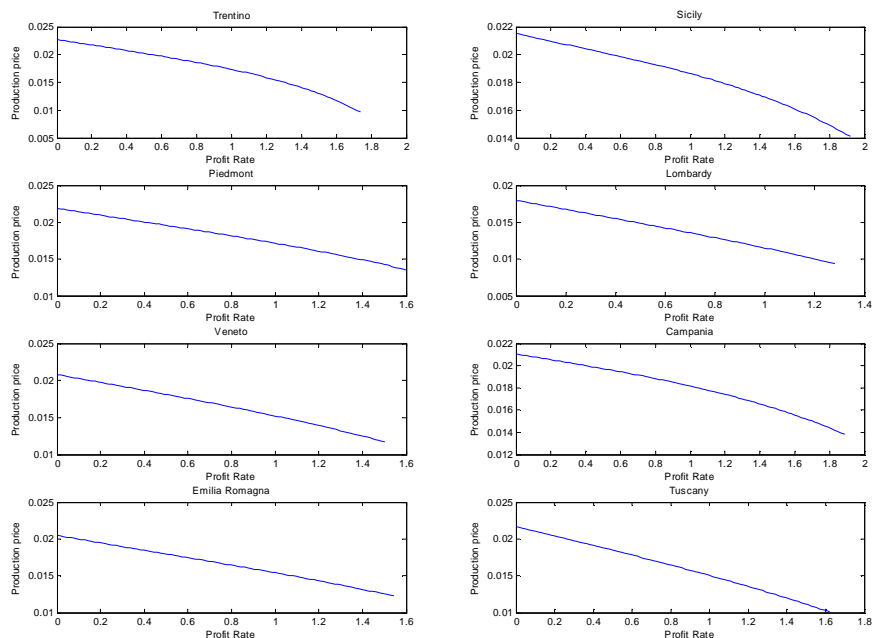 Trentino
0.025
0.02
0.015
0.01
0.005
Production price
0 0.2 0.4 0.6 0.8 1 1.2 1.4 1.6 1.8 2
Profit Rate
Sicily
0.022
0.02
0.018
0.016
0.014
Production price
0 0.2 0.4 0.6 0.8 1 1.2 1.4 1.6 1.8 2
Profit Rate
Piedmont
0.025
0.02
0.015
0.01
Production price
0 0.2 0.4 0.6 0.8 1 1.2 1.4 1.6
Profit Rate
Lombardy
0.02
0.015
0.01
0.005
Production price
0 0.2 0.4 0.6 0.8 1 1.2 1.4
Profit Rate
Veneto
0.025
0.02
0.015
0.01
Production price
0 0.2 0.4 0.6 0.8 1 1.2 1.4 1.6
Profit Rate
Campania
0.022
0.02
0.018
0.016
0.014
0.012
Production price
0 0.2 0.4 0.6 0.8 1 1.2 1.4 1.6 1.8 2
Profit Rate
Emilia Romagna
0.025
0.02
0.015
0.01
Production price
0 0.2 0.4 0.6 0.8 1 1.2 1.4 1.6
Profit Rate
Tuscany
0.025
0.02
0.015
0.01
Production price
0 0.2 0.4 0.6 0.8 1 1.2 1.4 1.6 1.8
Profit Rate